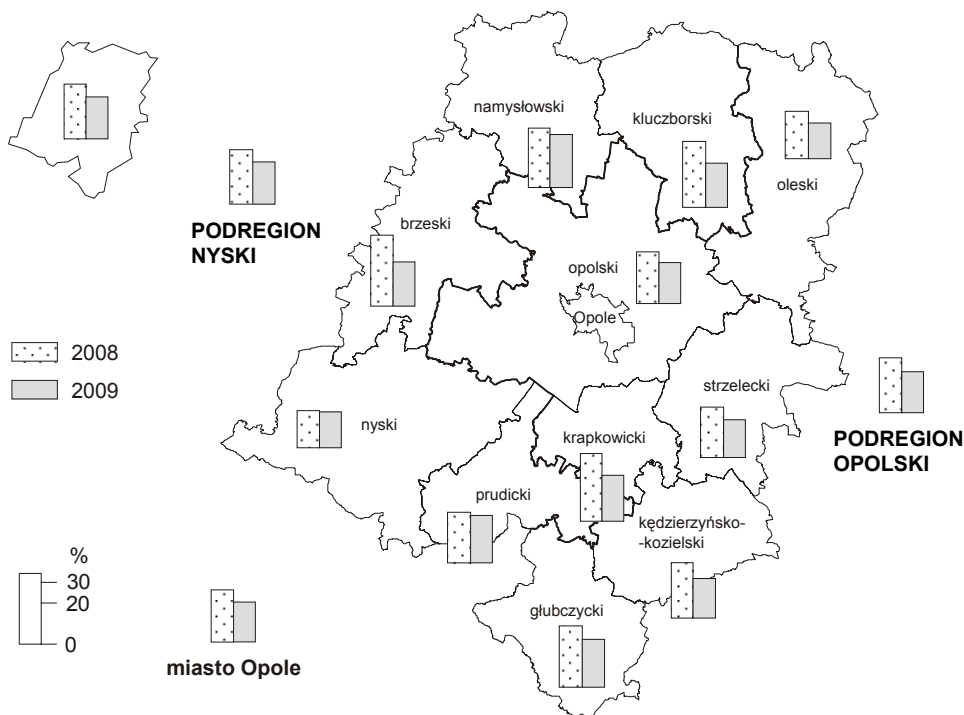 namysłowski
kluczborski
oleski
PODREGION
NYSKI
brzeski
opolski
Opole
2008
2009
strzelecki
nyski
krapkowicki
PODREGION
OPOLSKI
prudicki
kędzierzyńsko-
-kozielski
%
30
20
0
głubczycki
miasto Opole